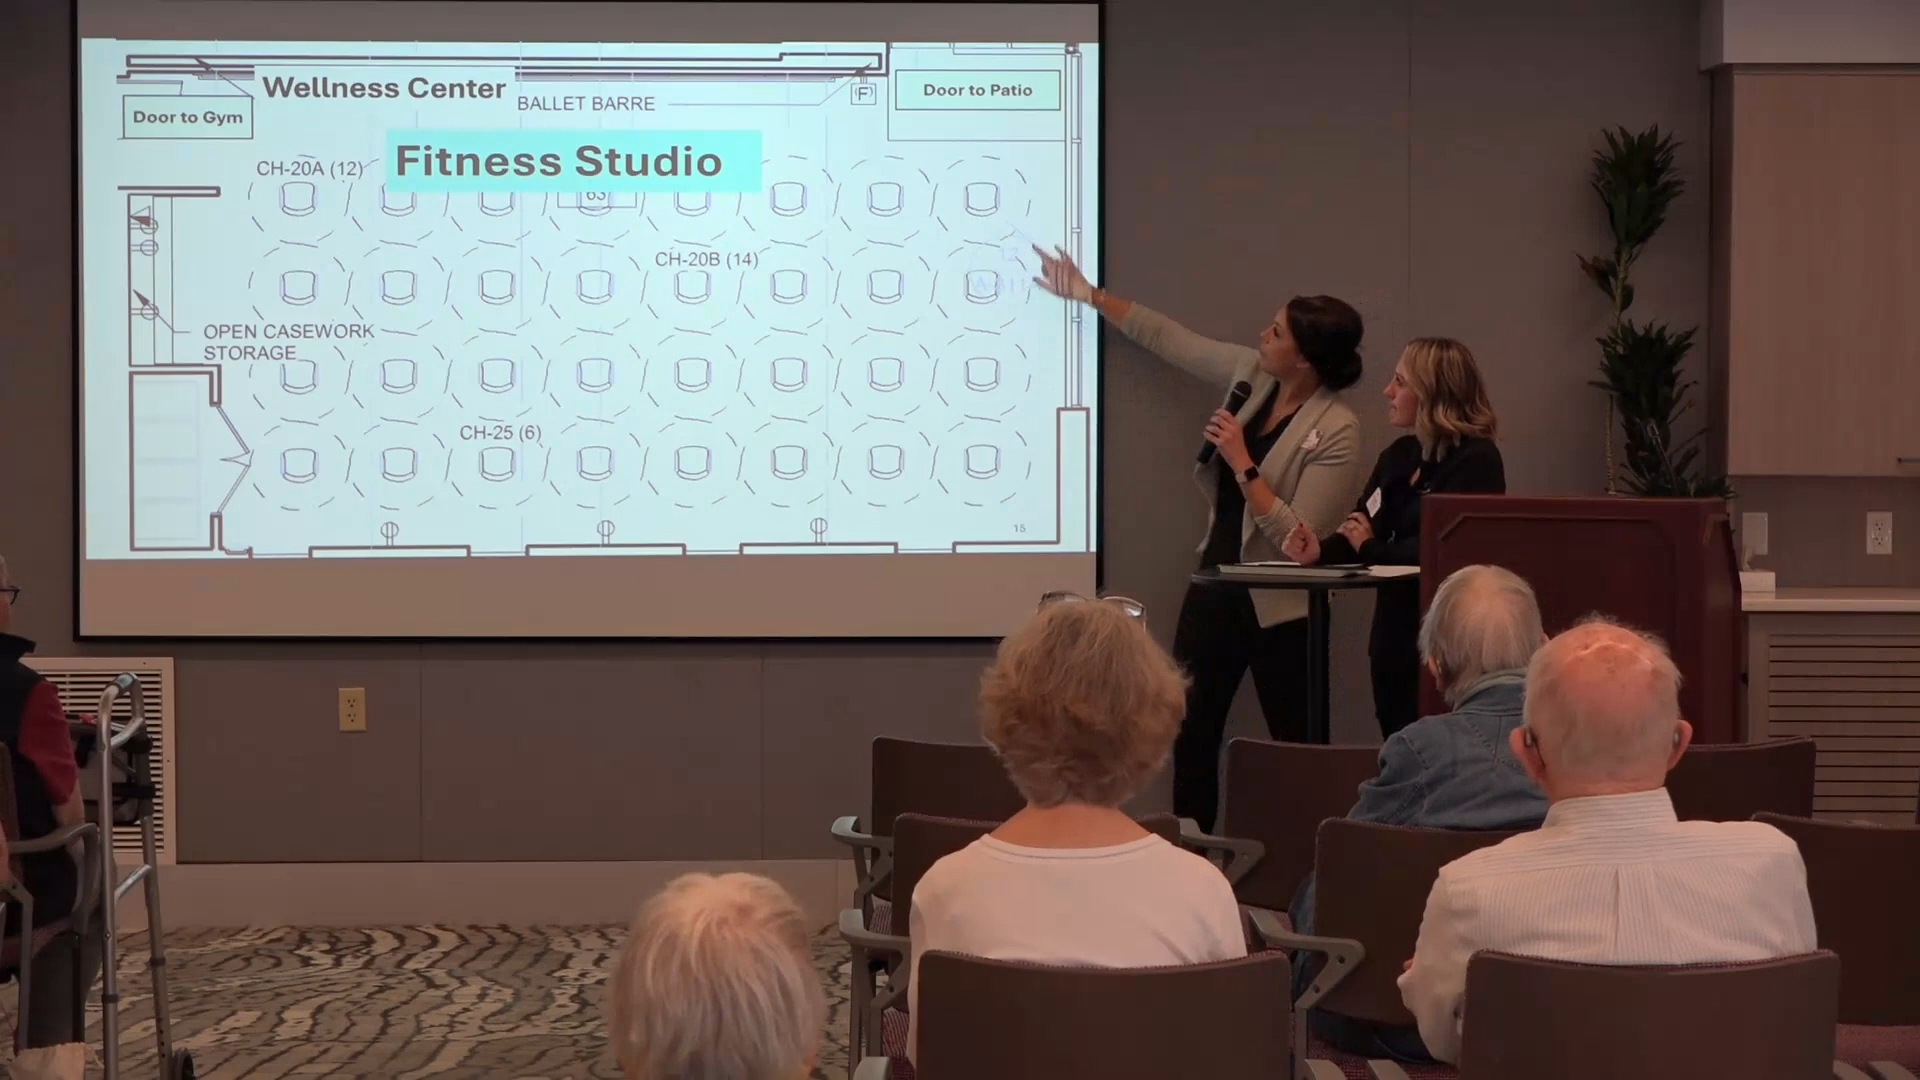 Wellness Center
Door to Gym
BALLET BARRE
(F)
Door to Patio
Fitness Studio
CH-20A (12)
63
CH-20B (14)
OPEN CASEWORK
STORAGE
CH-25 (6)
15